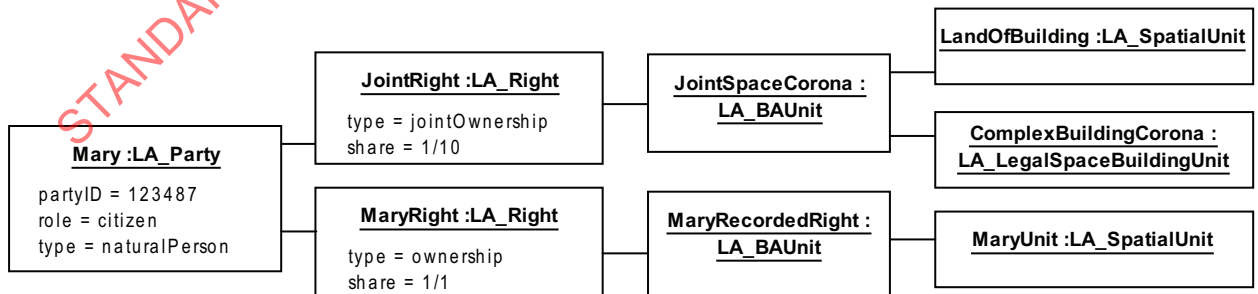 STANDAR
Mary :LA_Party
partyID = 123487
role = citizen
type = naturalPerson
JointRight :LA_Right
type = jointOwnership
share = 1/10
MaryRight :LA_Right
type = ownership
share = 1/1
JointSpaceCorona :
LA_BAUnit
MaryRecordedRight :
LA_BAUnit
LandOfBuilding :LA_SpatialUnit
ComplexBuildingCorona :
LA_LegalSpaceBuildingUnit
MaryUnit :LA_SpatialUnit